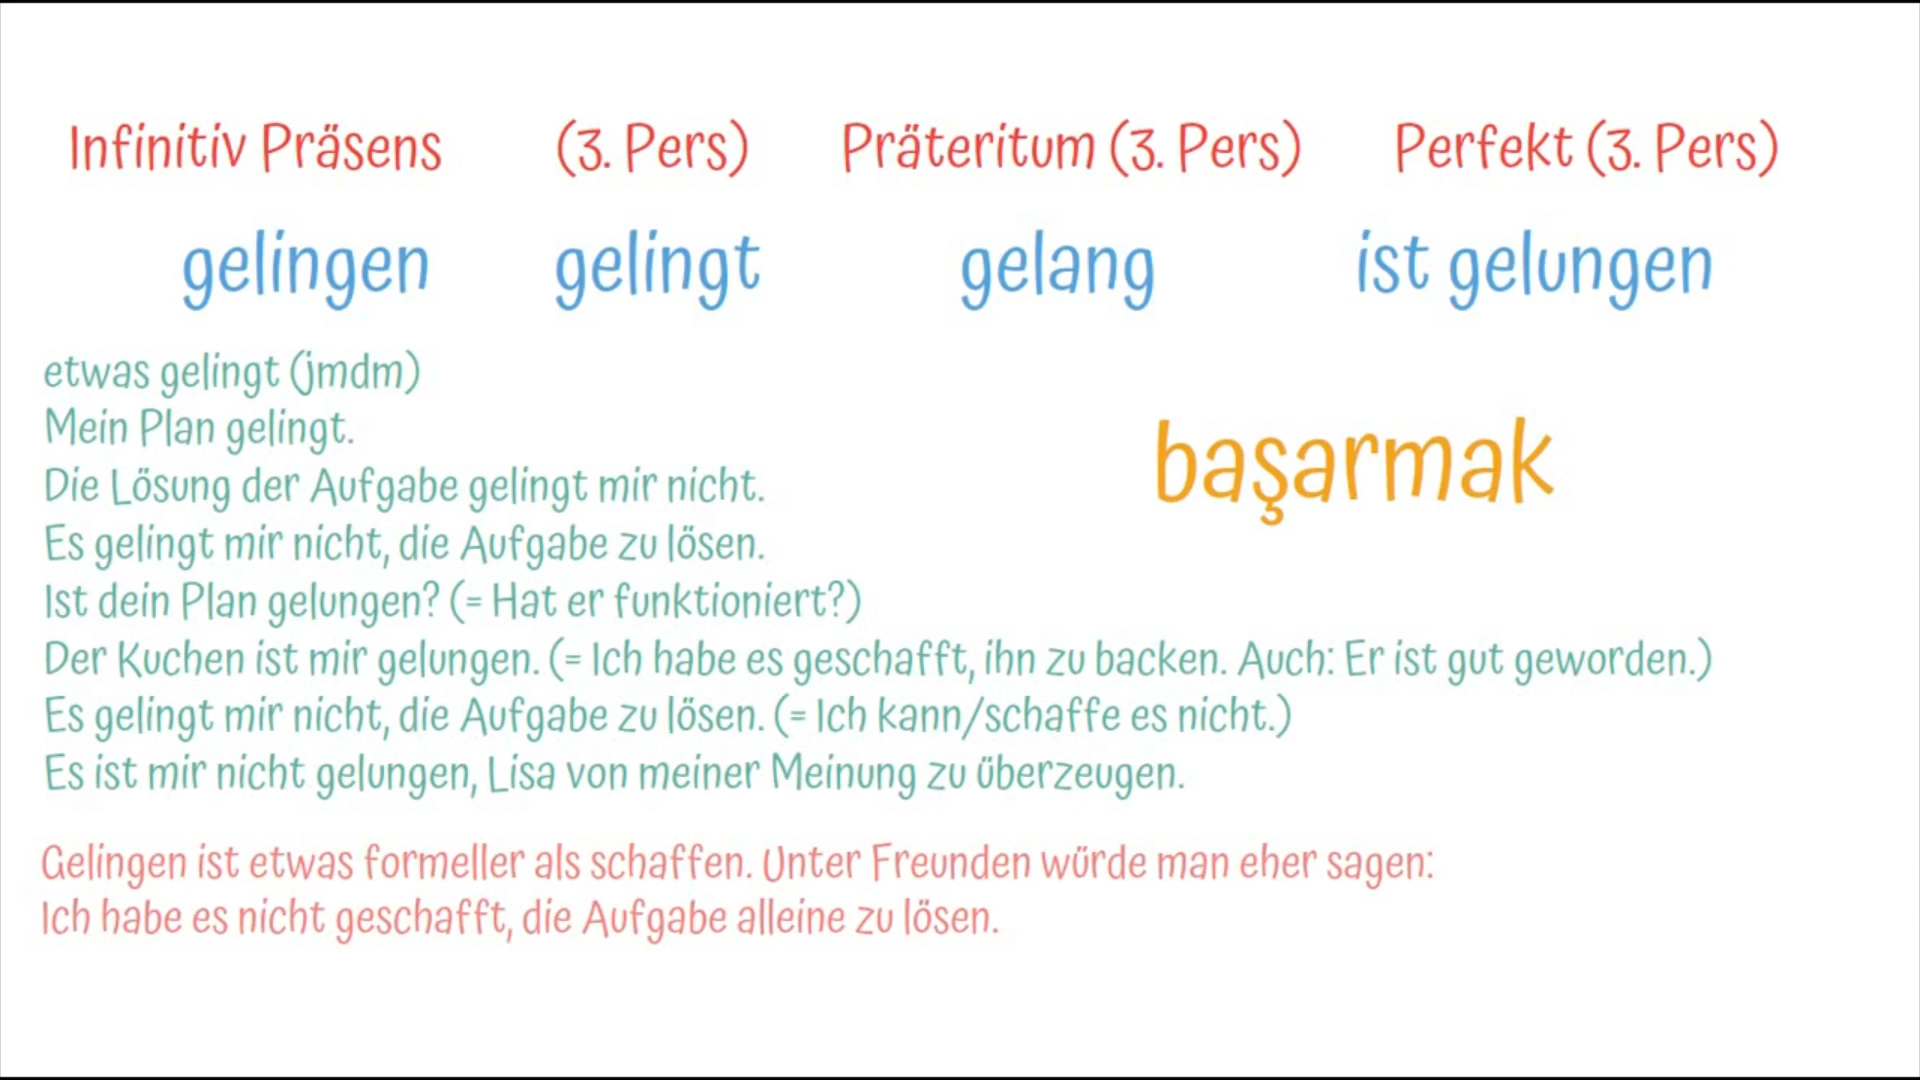 Infinitiv Präsens (3. Pers) Präteritum (3. Pers) Perfekt (3. Pers)
gelingen gelingt gelang ist gelungen
etwas gelingt (jmdm)
Mein Plan gelingt.
başarmak
Die Lösung der Aufgabe gelingt mir nicht.
Es gelingt mir nicht, die Aufgabe zu lösen.
Ist dein Plan gelungen? (= Hat er funktioniert?)
Der Kuchen ist mir gelungen. (= Ich habe es geschafft, ihn zu backen. Auch: Er ist gut geworden.)
Es gelingt mir nicht, die Aufgabe zu lösen. (= Ich kann/schaffe es nicht.)
Es ist mir nicht gelungen, Lisa von meiner Meinung zu überzeugen.
Gelingen ist etwas formeller als schaffen. Unter Freunden würde man eher sagen:
Ich habe es nicht geschafft, die Aufgabe alleine zu lösen.